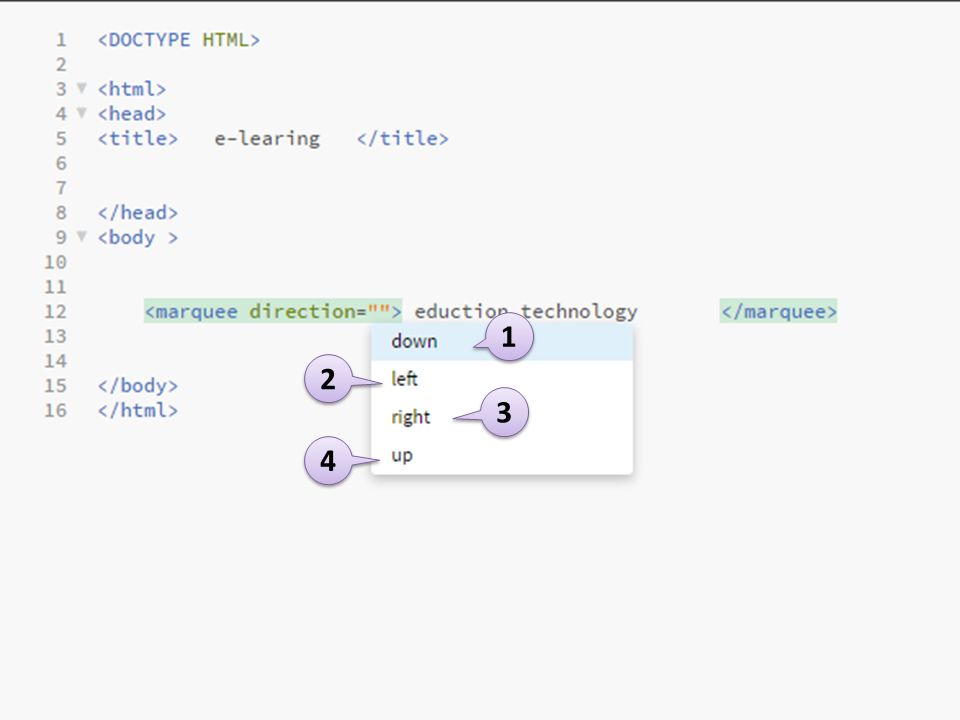 1 <DOCTYPE HTML>
2
3 <html>
4 <head>
5 <title> e-learing </title>
6
7
8 </head>
9 <body >
10
11
12 <marquee direction=""> eduction technology </marquee>
13 down 1
14 2 left
15 </body> right 3
16 </html> 4 up